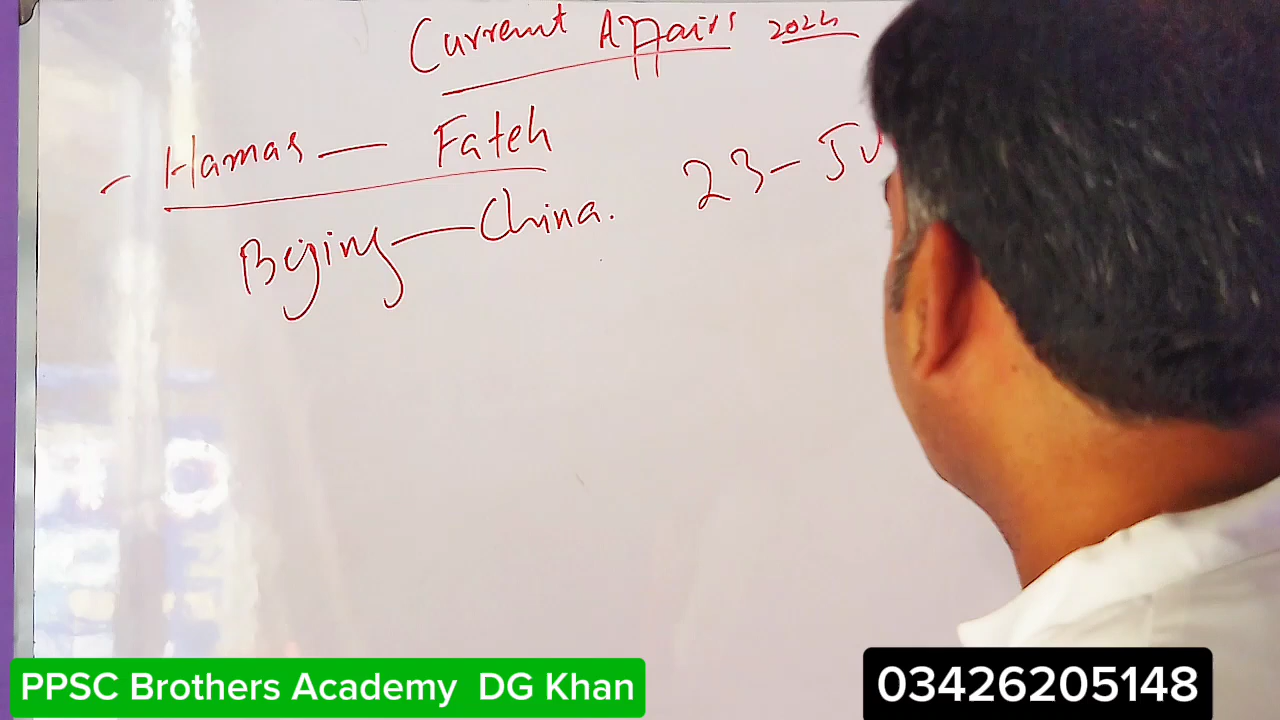 Current Affairs 2024
- Hamas — Fateh
23 - Ju
Bejing — China.
PPSC Brothers Academy DG Khan
03426205148